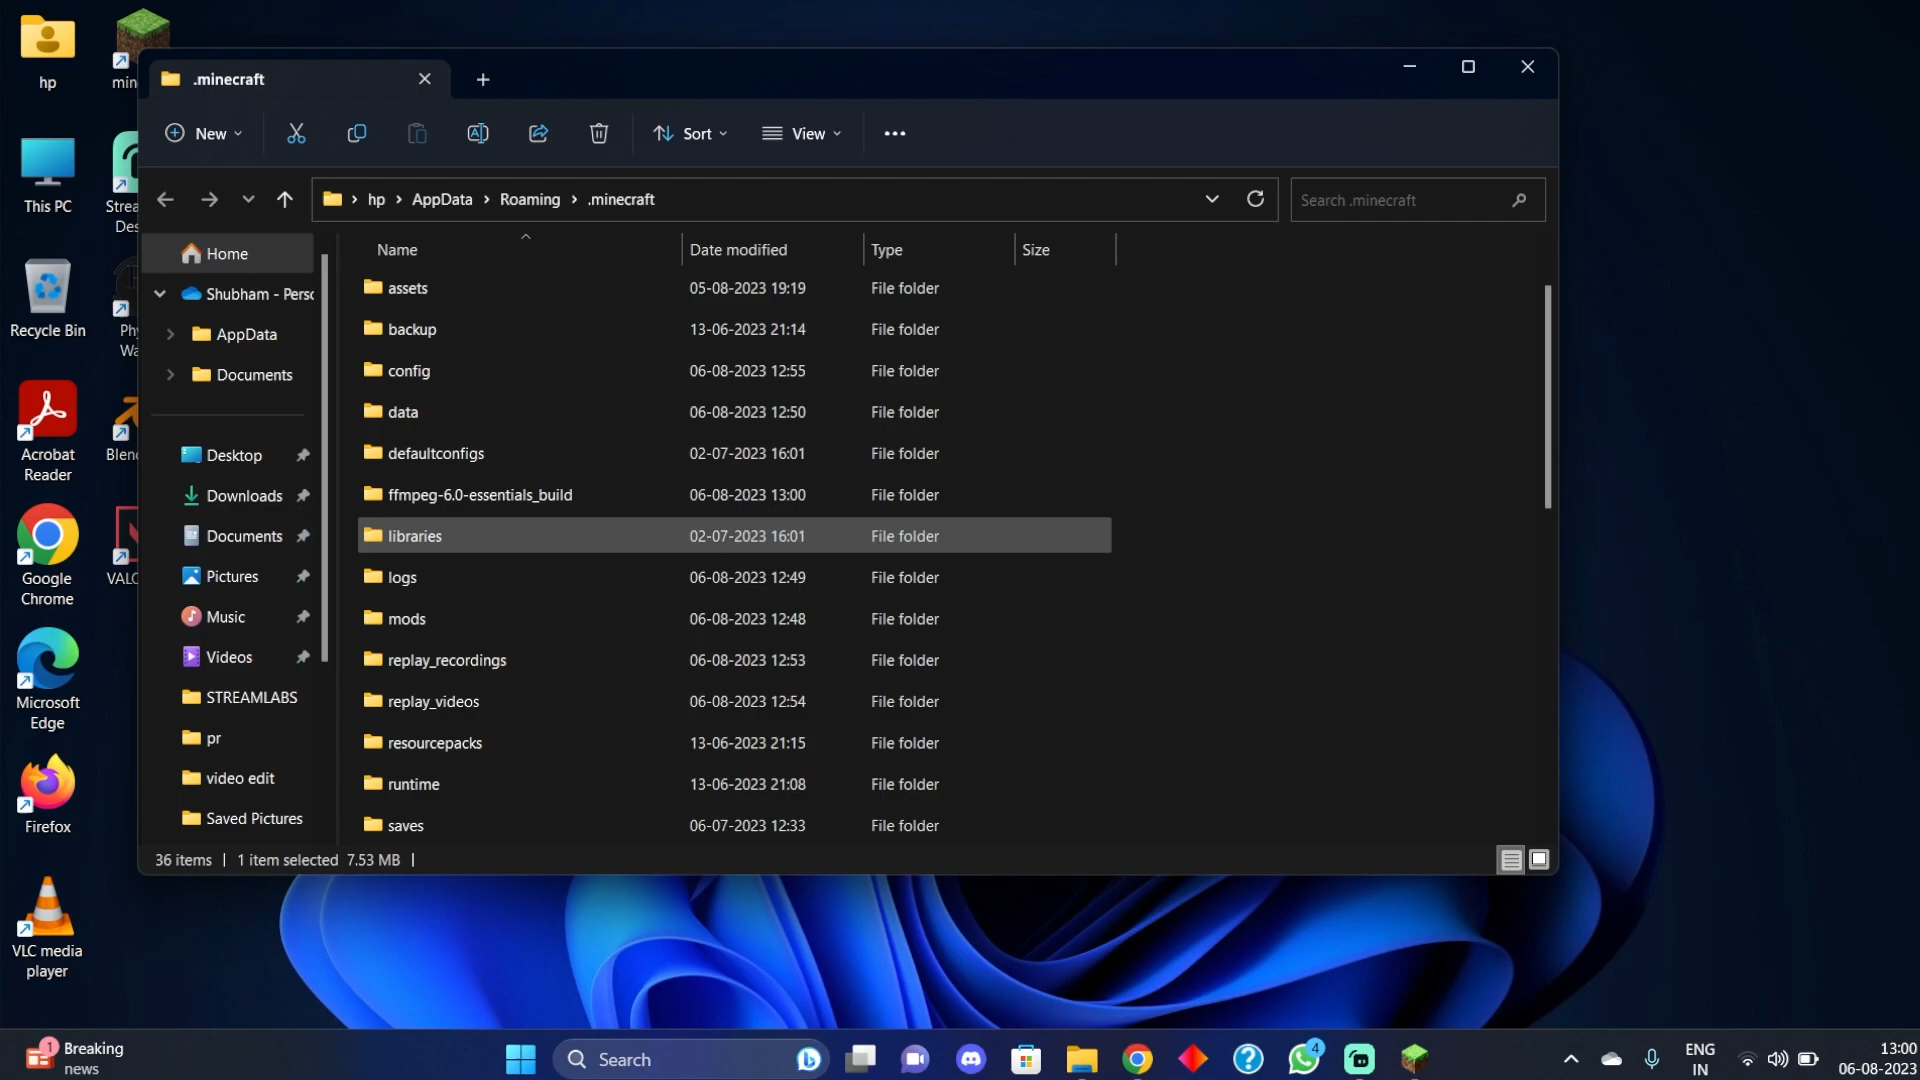 hp
min
This PC
Strea
Des
Recycle Bin
Ph
Wa
Acrobat
Reader
Blen
Google
Chrome
VALO
Microsoft
Edge
Firefox
VLC media
player
.minecraft
New
Sort
View
hp > AppData > Roaming > .minecraft
Search .minecraft
Home
Shubham - Perso
AppData
Documents
Desktop
Downloads
Documents
Pictures
Music
Videos
STREAMLABS
pr
video edit
Saved Pictures
Name Date modified Type Size
assets 05-08-2023 19:19 File folder
backup 13-06-2023 21:14 File folder
config 06-08-2023 12:55 File folder
data 06-08-2023 12:50 File folder
defaultconfigs 02-07-2023 16:01 File folder
ffmpeg-6.0-essentials_build 06-08-2023 13:00 File folder
libraries 02-07-2023 16:01 File folder
logs 06-08-2023 12:49 File folder
mods 06-08-2023 12:48 File folder
replay_recordings 06-08-2023 12:53 File folder
replay_videos 06-08-2023 12:54 File folder
resourcepacks 13-06-2023 21:15 File folder
runtime 13-06-2023 21:08 File folder
saves 06-07-2023 12:33 File folder
36 items | 1 item selected 7.53 MB |
1
Breaking
news
Search
4
ENG
IN
13:00
06-08-2023